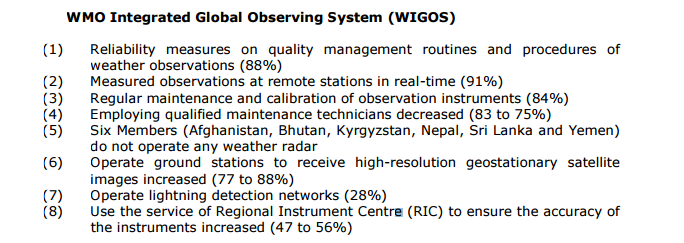 WMO Integrated Global Observing System (WIGOS)
(1) Reliability measures on quality management routines and procedures of
weather observations (88%)
(2) Measured observations at remote stations in real-time (91%)
(3) Regular maintenance and calibration of observation instruments (84%)
(4) Employing qualified maintenance technicians decreased (83 to 75%)
(5) Six Members (Afghanistan, Bhutan, Kyrgyzstan, Nepal, Sri Lanka and Yemen)
do not operate any weather radar
(6) Operate ground stations to receive high-resolution geostationary satellite
images increased (77 to 88%)
(7) Operate lightning detection networks (28%)
(8) Use the service of Regional Instrument Centre (RIC) to ensure the accuracy of
the instruments increased (47 to 56%)